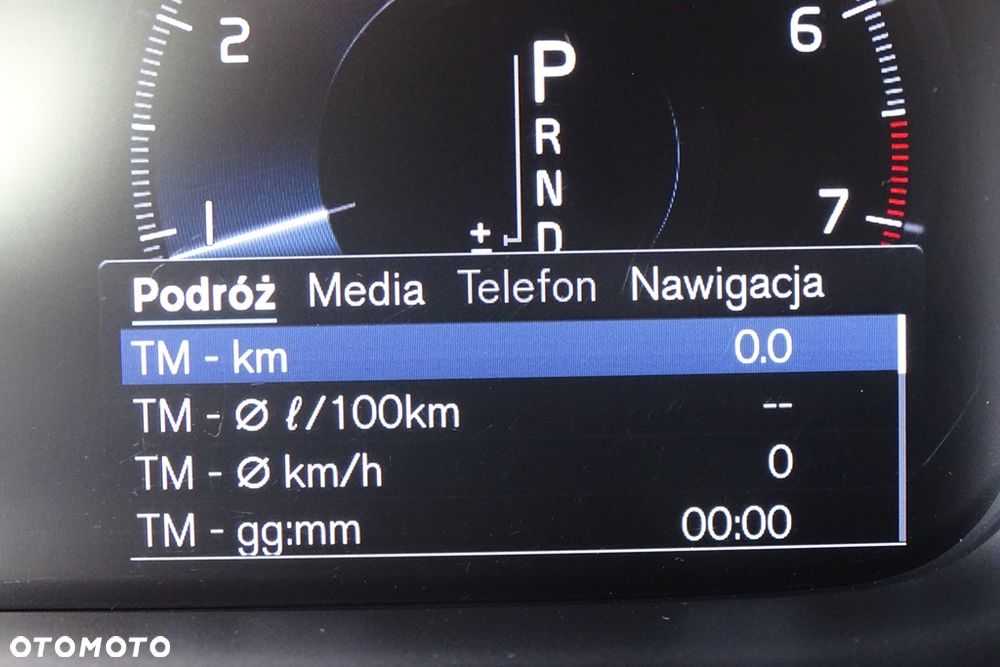 2
6
P
R
N
D
±
1
7
Podróż Media Telefon Nawigacja
TM - km 0.0
TM - Ø ℓ/100km --
TM - Ø km/h 0
TM - gg:mm 00:00
OTOMOTO